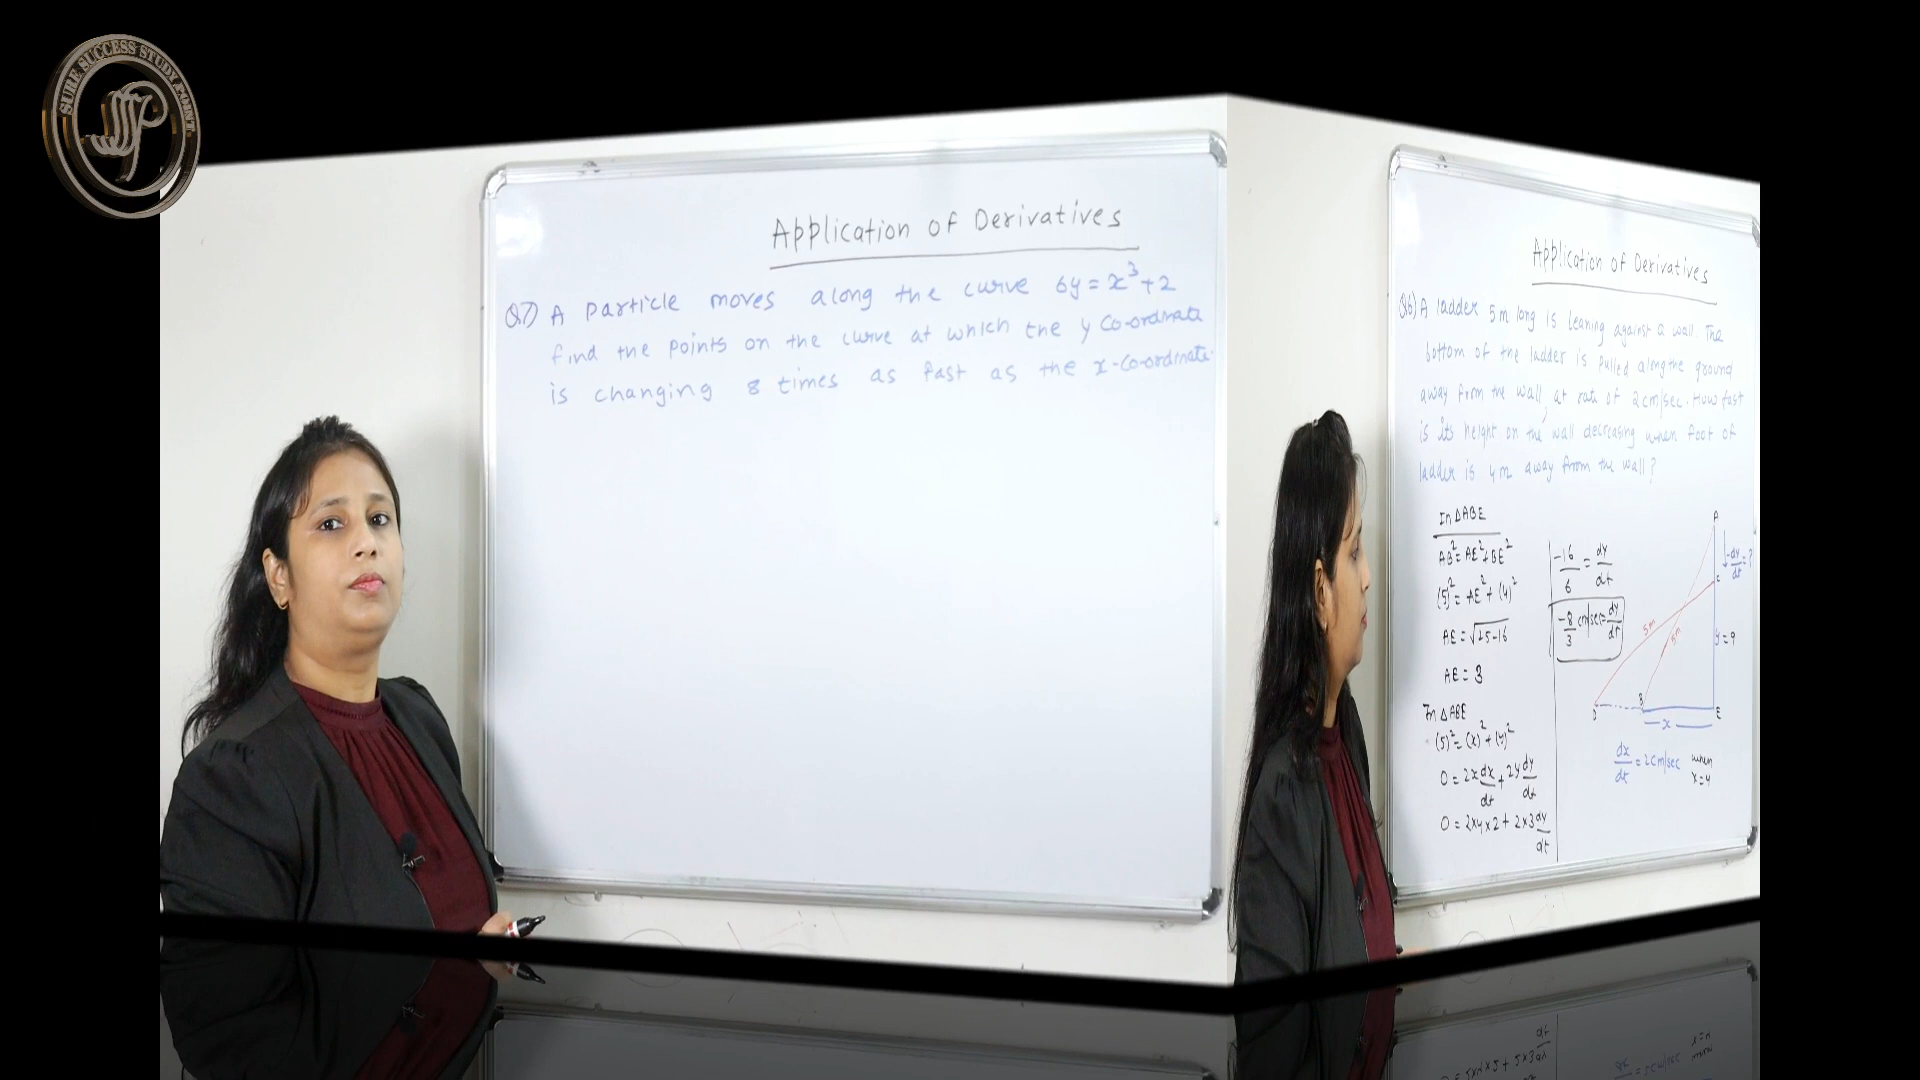 SURE SUCCESS STUDY POINT
Application of Derivatives
Q7) A particle moves along the curve 6y = x³+2
find the points on the curve at which the y co-ordinate
is changing 8 times as fast as the x-co-ordinate.
Application of Derivatives
Q6) A ladder 5m long is leaning against a wall. The
bottom of the ladder is pulled along the ground
away from the wall, at rate of 2cm/sec. How fast
is its height on the wall decreasing when foot of
ladder is 4m away from the wall?
In △ABE
AB² = AE² + BE²
(5)² = AE² + (4)²
AE = √25-16
AE = 3
In △ABE
(5)² = (x)² + (y)²
0 = 2x dx/dt + 2y dy/dt
0 = 2×4×2 + 2×3 dy/dt
-16/6 = dy/dt
-8/3 cm/sec = dy/dt
A
-dy/dt = ?
C
5m
5m
D
B
E
x
dx/dt = 2cm/sec when
x=4